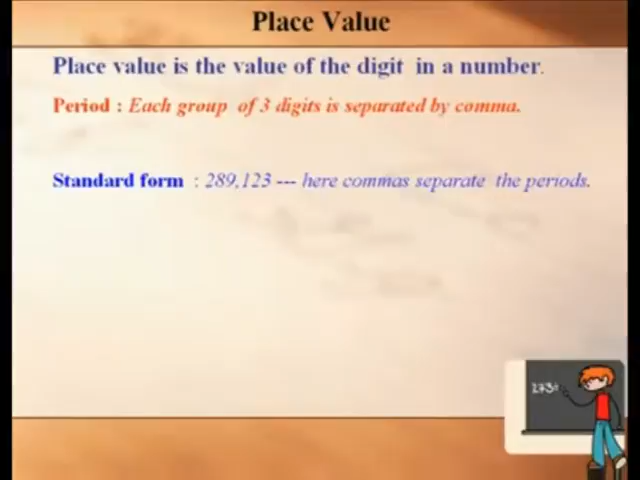 Place Value
Place value is the value of the digit in a number.
Period : Each group of 3 digits is separated by comma.
Standard form : 289,123 --- here commas separate the periods.